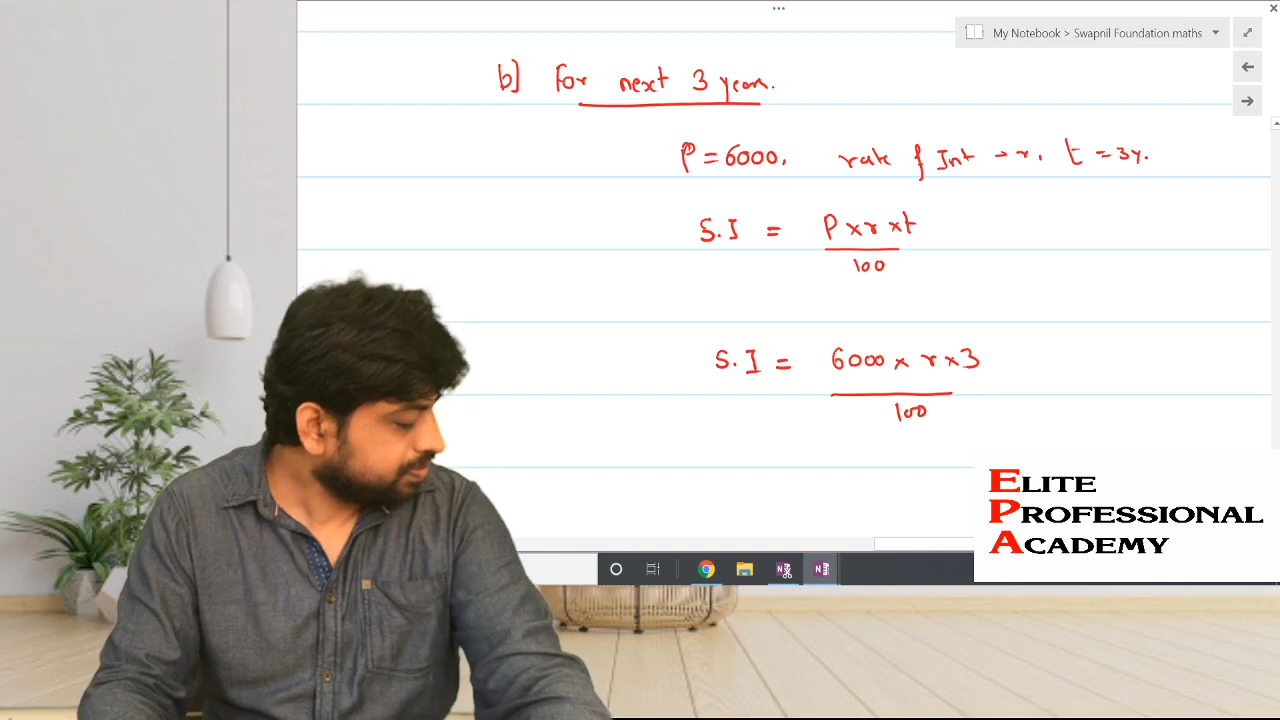 My Notebook > Swapnil Foundation maths
b] For next 3 years.
P = 6000, rate of Int → r, t = 3y.
S.I = P × r × t
100
S.I = 6000 × r × 3
100
ELITE
PROFESSIONAL
ACADEMY